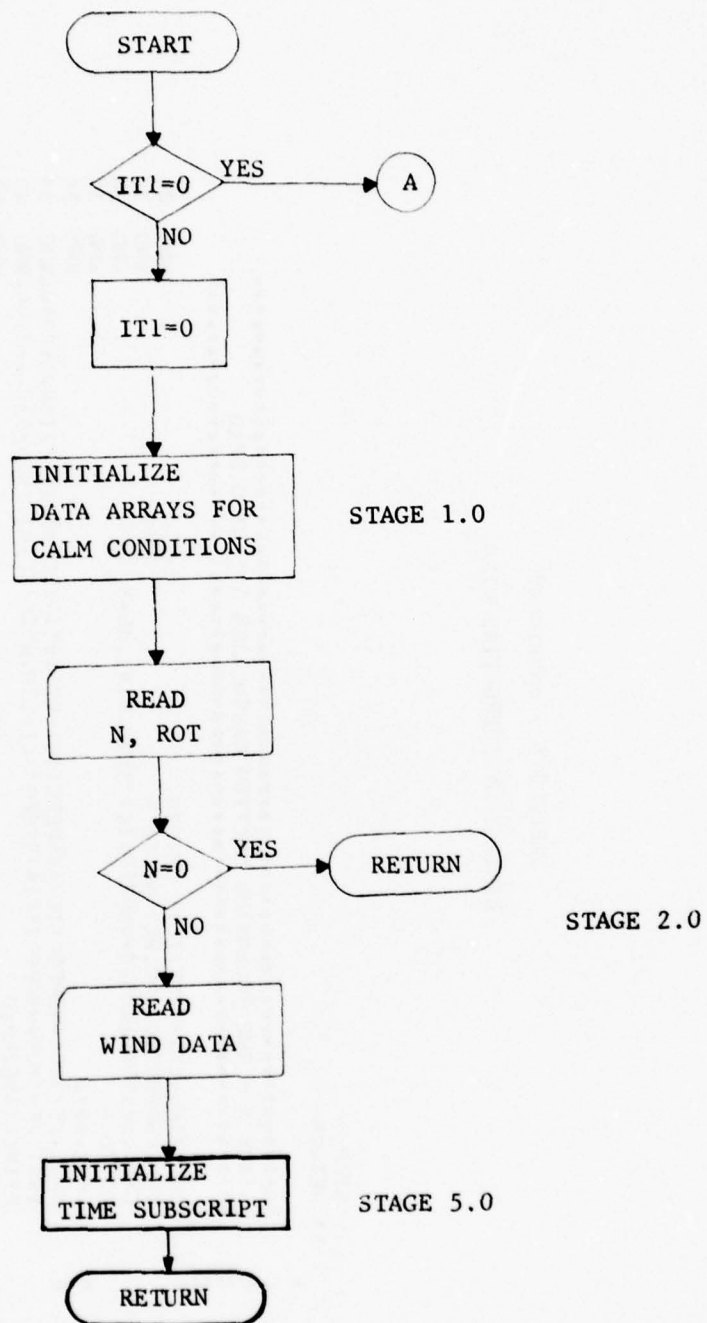 START
IT1=0
YES
A
NO
IT1=0
INITIALIZE
DATA ARRAYS FOR
CALM CONDITIONS
STAGE 1.0
READ
N, ROT
N=0
YES
RETURN
NO
STAGE 2.0
READ
WIND DATA
INITIALIZE
TIME SUBSCRIPT
STAGE 5.0
RETURN